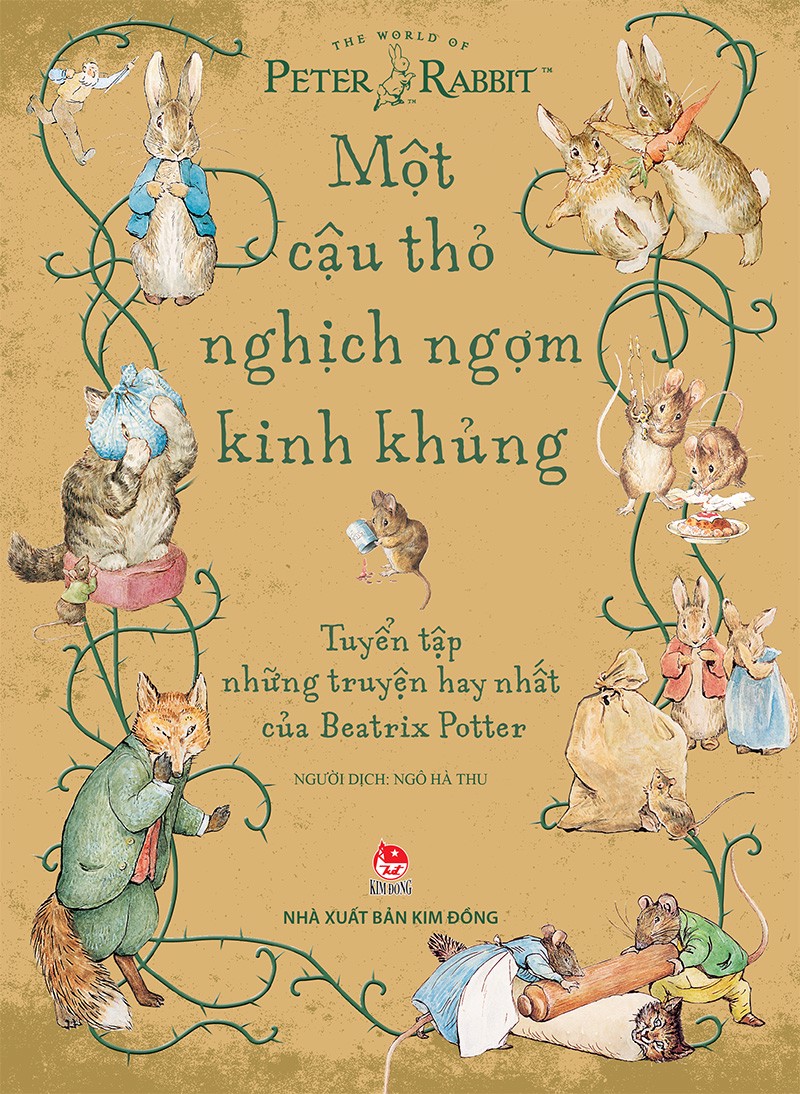 THE WORLD OF
PETER RABBIT™
Một
cậu thỏ
nghịch ngợm
kinh khủng
Tuyển tập
những truyện hay nhất
của Beatrix Potter
NGƯỜI DỊCH: NGÔ HÀ THU
KIM ĐỒNG
NHÀ XUẤT BẢN KIM ĐỒNG